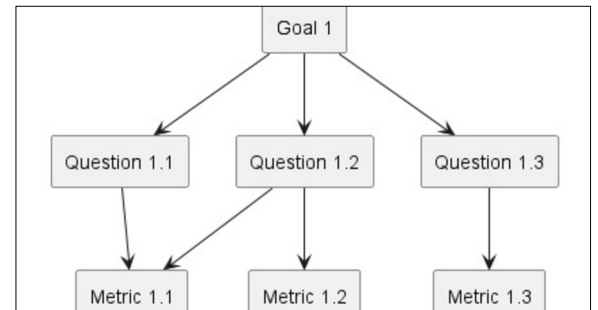 Goal 1
Question 1.1
Question 1.2
Question 1.3
Metric 1.1
Metric 1.2
Metric 1.3